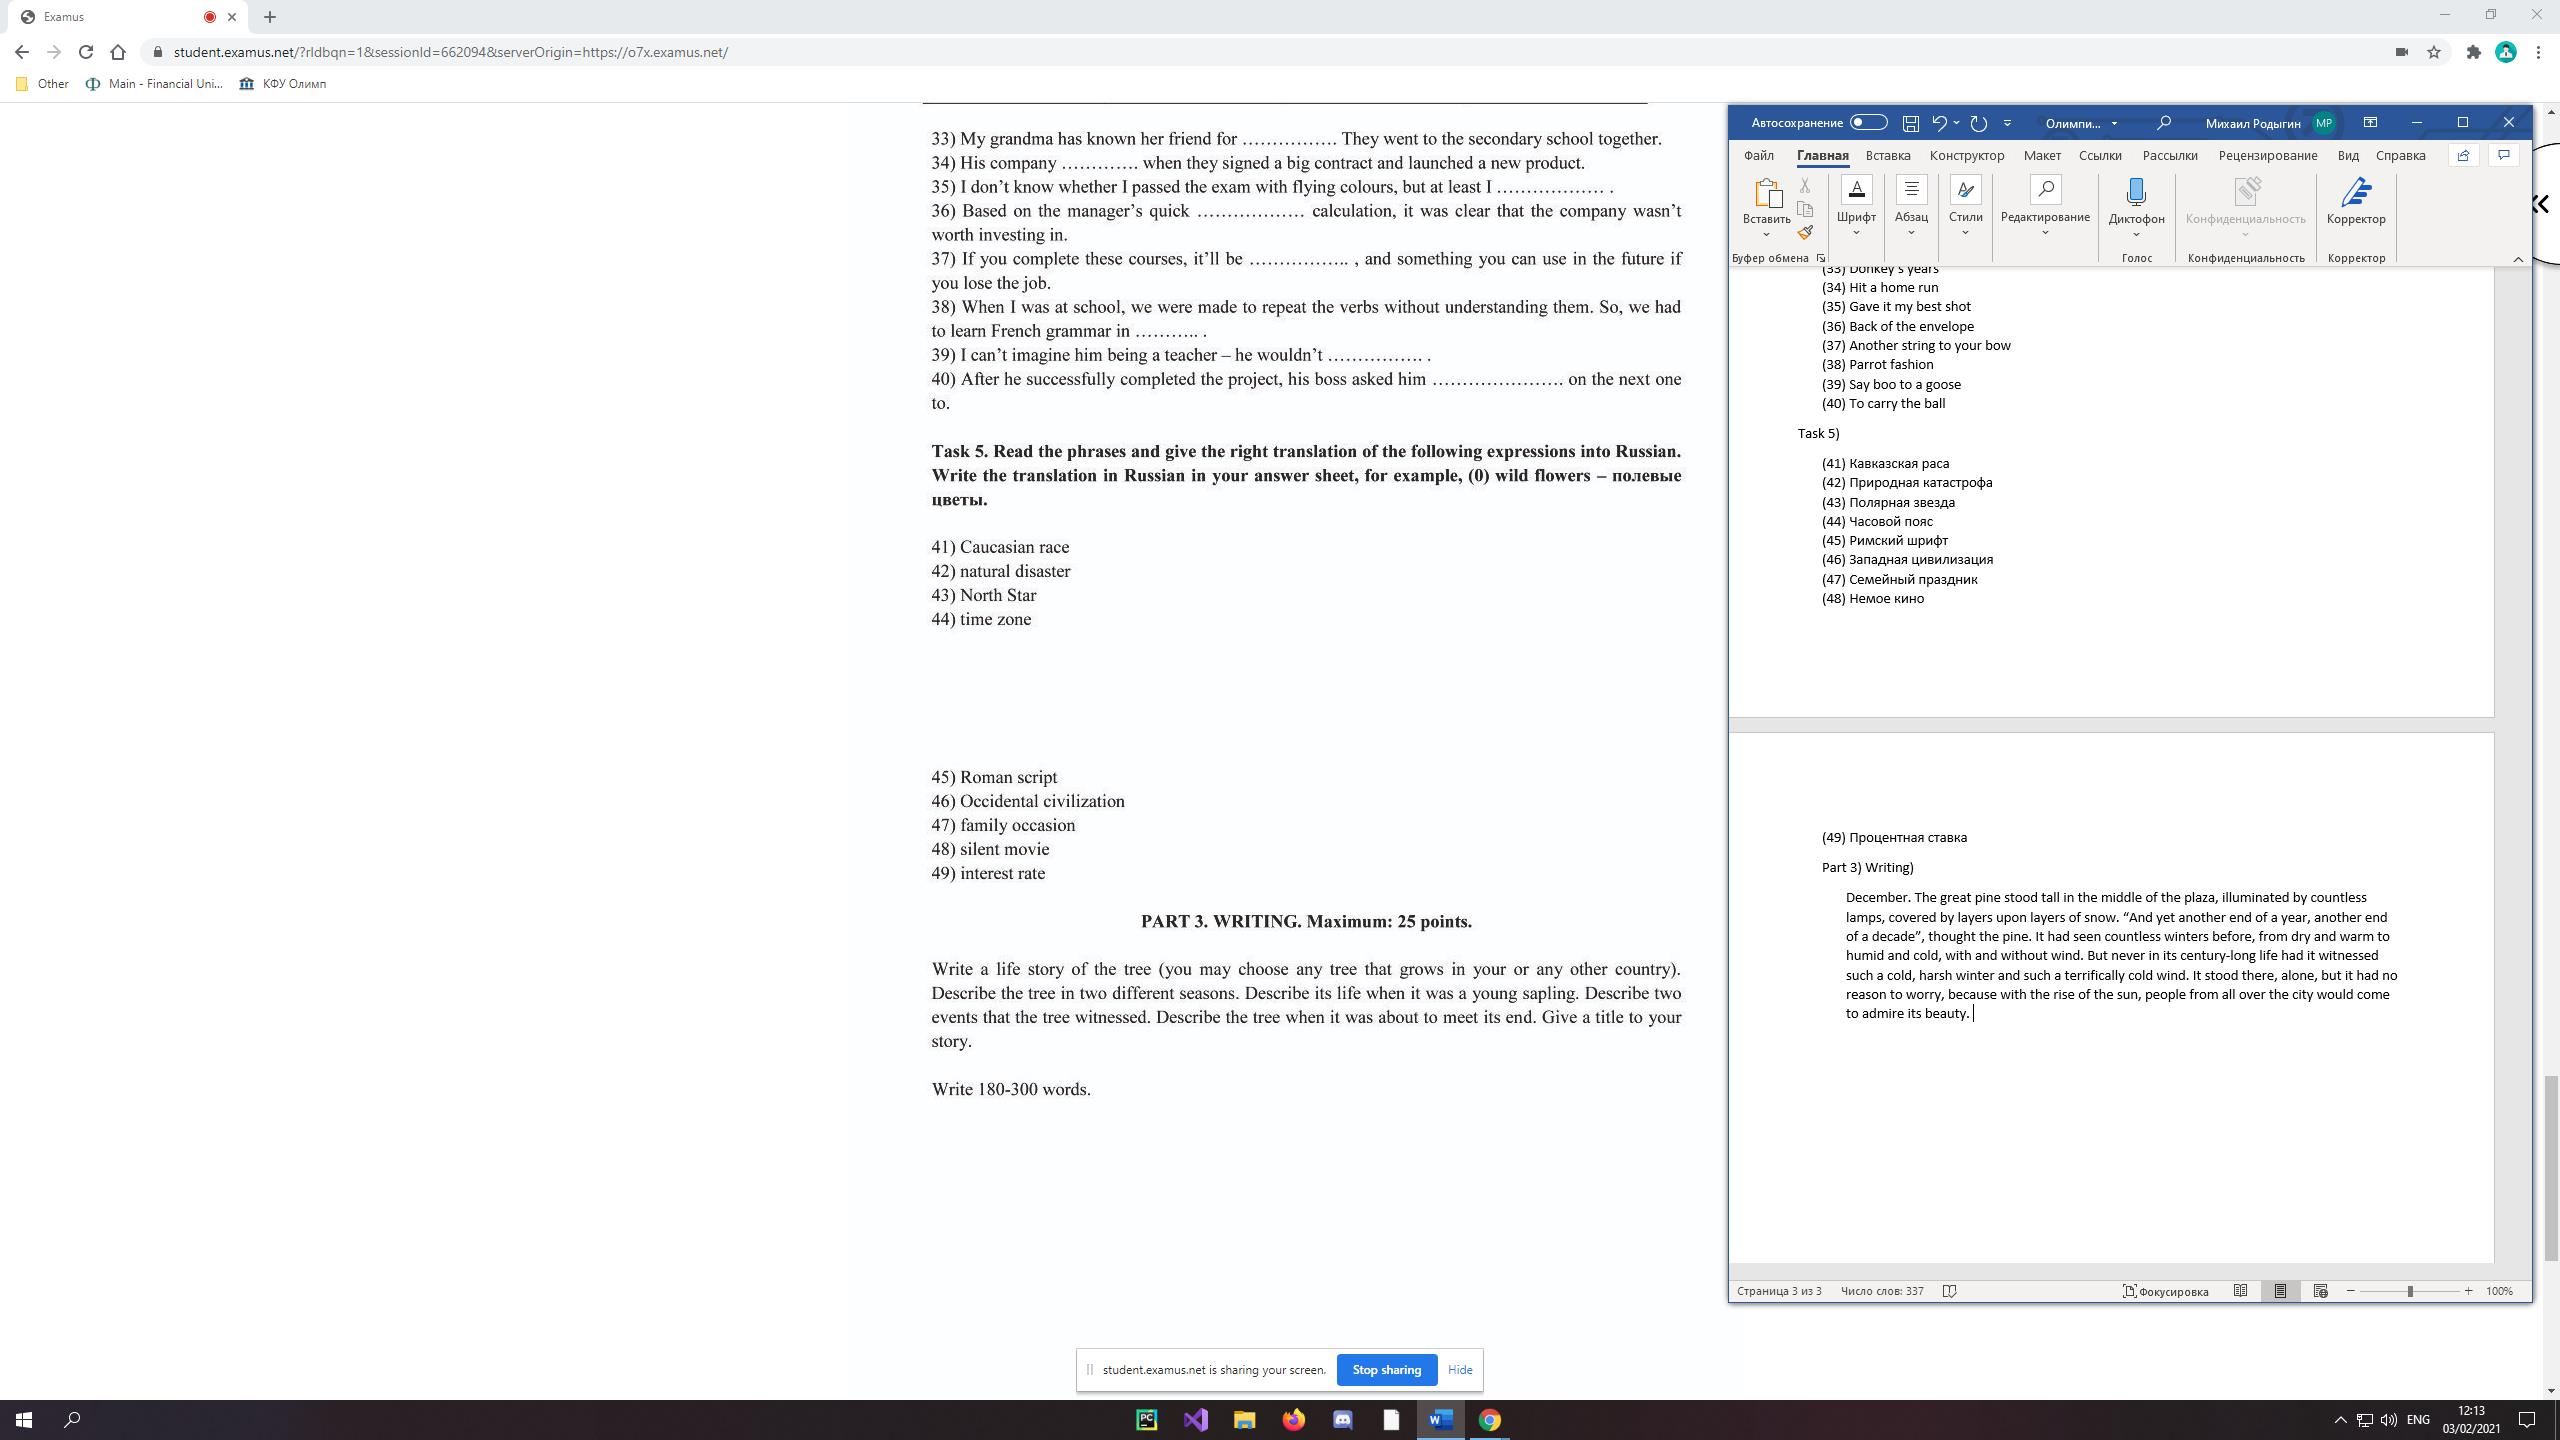 Examus
student.examus.net/?rldbqn=1&sessionId=662094&serverOrigin=https://o7x.examus.net/
Other
Main - Financial Uni...
КФУ Олимп
33) My grandma has known her friend for ……………. They went to the secondary school together.
34) His company …………. when they signed a big contract and launched a new product.
35) I don’t know whether I passed the exam with flying colours, but at least I ……………… .
36) Based on the manager’s quick ……………… calculation, it was clear that the company wasn’t
worth investing in.
37) If you complete these courses, it’ll be …………….. , and something you can use in the future if
you lose the job.
38) When I was at school, we were made to repeat the verbs without understanding them. So, we had
to learn French grammar in ……….. .
39) I can’t imagine him being a teacher – he wouldn’t ……………. .
40) After he successfully completed the project, his boss asked him …………………. on the next one
to.
Task 5. Read the phrases and give the right translation of the following expressions into Russian.
Write the translation in Russian in your answer sheet, for example, (0) wild flowers – полевые
цветы.
41) Caucasian race
42) natural disaster
43) North Star
44) time zone
45) Roman script
46) Occidental civilization
47) family occasion
48) silent movie
49) interest rate
PART 3. WRITING. Maximum: 25 points.
Write a life story of the tree (you may choose any tree that grows in your or any other country).
Describe the tree in two different seasons. Describe its life when it was a young sapling. Describe two
events that the tree witnessed. Describe the tree when it was about to meet its end. Give a title to your
story.
Write 180-300 words.
Автосохранение
Олимпи...
Михаил Родыгин
МР
Файл
Главная
Вставка
Конструктор
Макет
Ссылки
Рассылки
Рецензирование
Вид
Справка
Вставить
Шрифт
Абзац
Стили
Редактирование
Диктофон
Конфиденциальность
Корректор
Буфер обмена
Голос
Конфиденциальность
Корректор
(33) Donkey's years
(34) Hit a home run
(35) Gave it my best shot
(36) Back of the envelope
(37) Another string to your bow
(38) Parrot fashion
(39) Say boo to a goose
(40) To carry the ball
Task 5)
(41) Кавказская раса
(42) Природная катастрофа
(43) Полярная звезда
(44) Часовой пояс
(45) Римский шрифт
(46) Западная цивилизация
(47) Семейный праздник
(48) Немое кино
(49) Процентная ставка
Part 3) Writing)
December. The great pine stood tall in the middle of the plaza, illuminated by countless
lamps, covered by layers upon layers of snow. “And yet another end of a year, another end
of a decade”, thought the pine. It had seen countless winters before, from dry and warm to
humid and cold, with and without wind. But never in its century-long life had it witnessed
such a cold, harsh winter and such a terrifically cold wind. It stood there, alone, but it had no
reason to worry, because with the rise of the sun, people from all over the city would come
to admire its beauty.
Страница 3 из 3
Число слов: 337
Фокусировка
100%
student.examus.net is sharing your screen.
Stop sharing
Hide
PC
W
ENG
12:13
03/02/2021